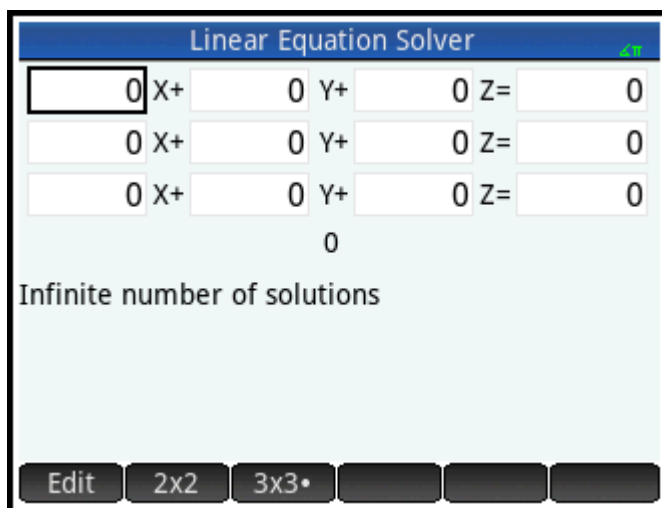 Linear Equation Solver ∡π
0 X+ 0 Y+ 0 Z= 0
0 X+ 0 Y+ 0 Z= 0
0 X+ 0 Y+ 0 Z= 0
0
Infinite number of solutions
Edit 2x2 3x3•